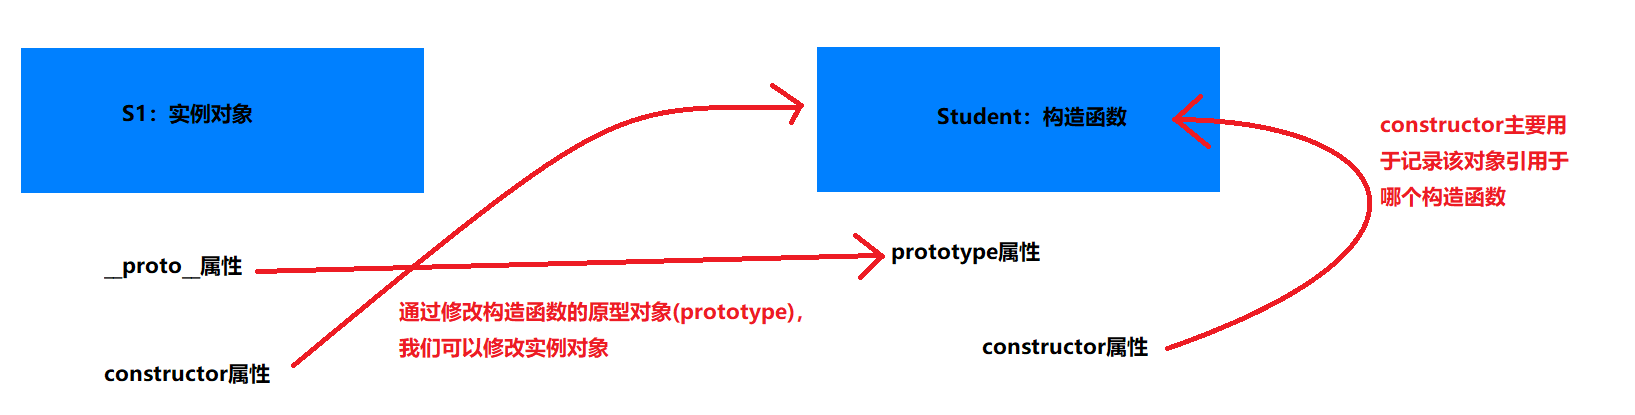 S1：实例对象
Student：构造函数
constructor主要用
于记录该对象引用于
哪个构造函数
__proto__属性
prototype属性
通过修改构造函数的原型对象(prototype)，
我们可以修改实例对象
constructor属性
constructor属性